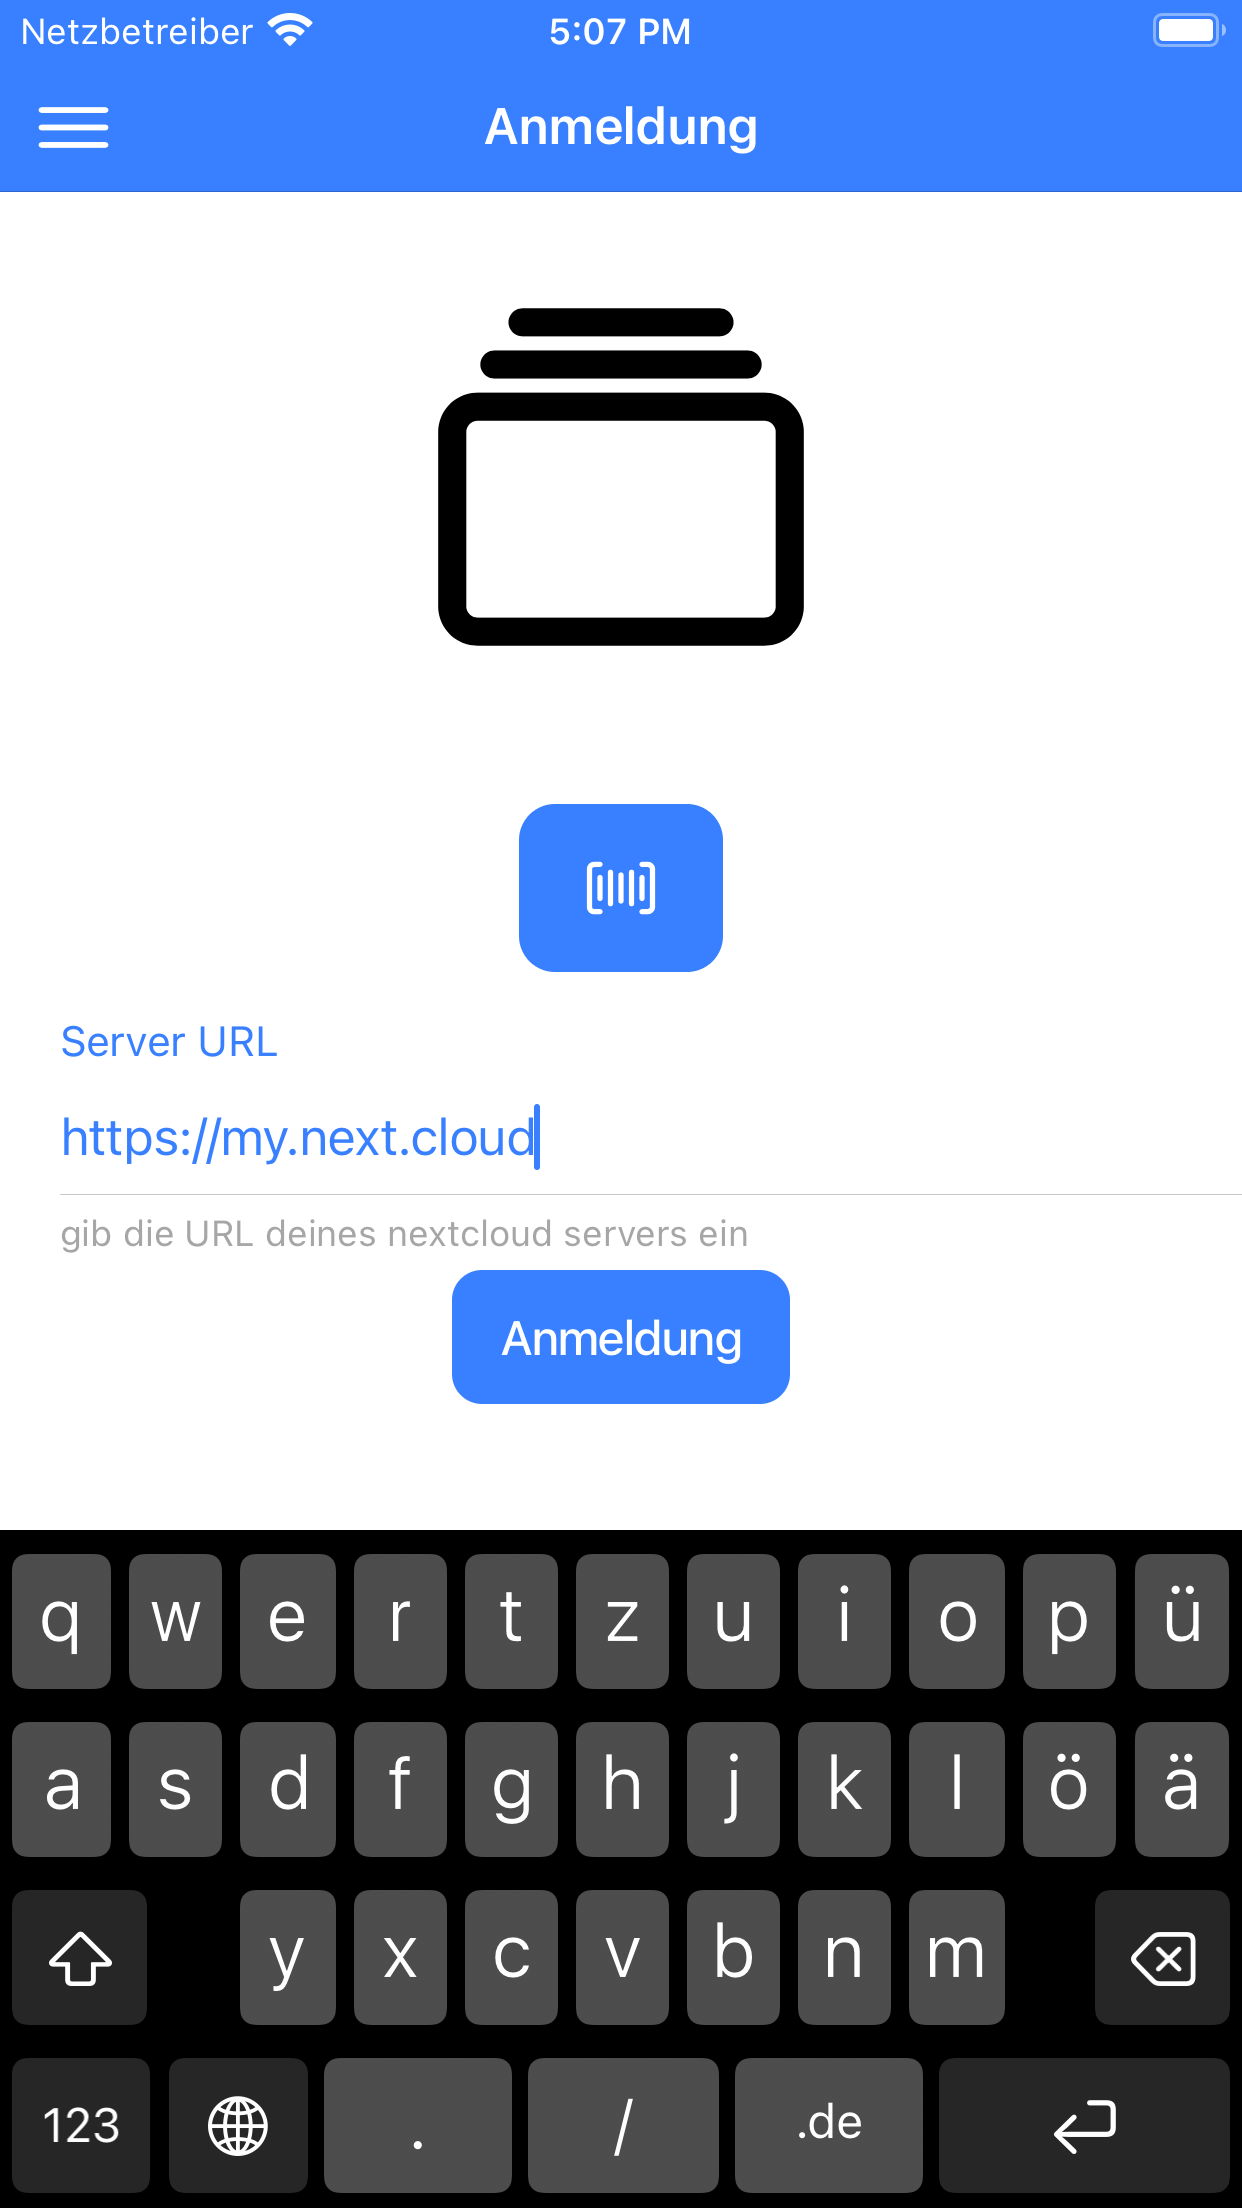 Netzbetreiber 5:07 PM
Anmeldung
Server URL
https://my.next.cloud
gib die URL deines nextcloud servers ein
Anmeldung
q w e r t z u i o p ü
a s d f g h j k l ö ä
y x c v b n m
123 . / .de